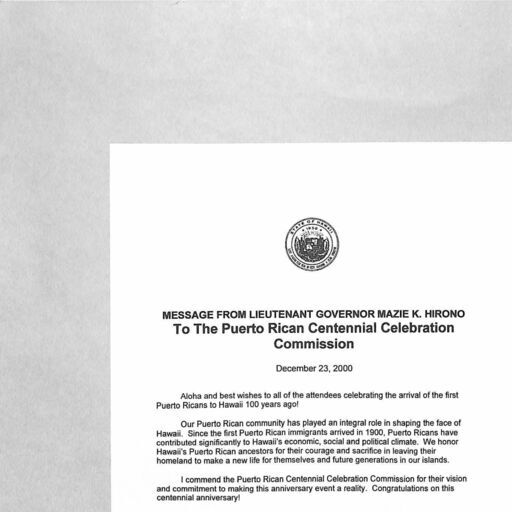 STATE OF HAWAII
1959
MESSAGE FROM LIEUTENANT GOVERNOR MAZIE K. HIRONO
To The Puerto Rican Centennial Celebration
Commission
December 23, 2000
Aloha and best wishes to all of the attendees celebrating the arrival of the first
Puerto Ricans to Hawaii 100 years ago!
Our Puerto Rican community has played an integral role in shaping the face of
Hawaii. Since the first Puerto Rican immigrants arrived in 1900, Puerto Ricans have
contributed significantly to Hawaii's economic, social and political climate. We honor
Hawaii's Puerto Rican ancestors for their courage and sacrifice in leaving their
homeland to make a new life for themselves and future generations in our islands.
I commend the Puerto Rican Centennial Celebration Commission for their vision
and commitment to making this anniversary event a reality. Congratulations on this
centennial anniversary!